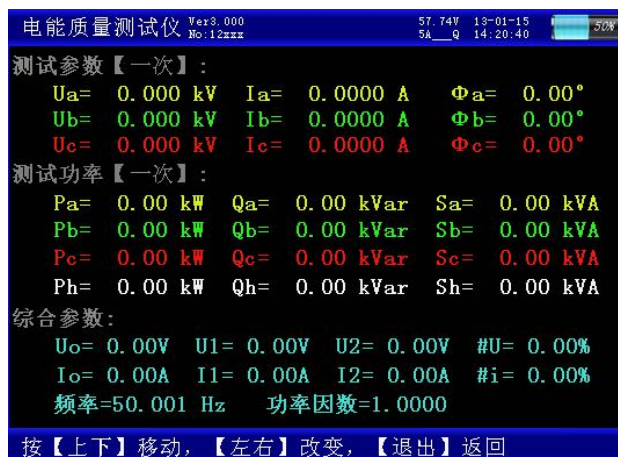 电能质量测试仪 Ver3.000 No:12xxx 57.74V 5A__Q 13-01-15 14:20:40 50%
测试参数【一次】:
Ua= 0.000 kV Ia= 0.0000 A Φa= 0.00°
Ub= 0.000 kV Ib= 0.0000 A Φb= 0.00°
Uc= 0.000 kV Ic= 0.0000 A Φc= 0.00°
测试功率【一次】:
Pa= 0.00 kW Qa= 0.00 kVar Sa= 0.00 kVA
Pb= 0.00 kW Qb= 0.00 kVar Sb= 0.00 kVA
Pc= 0.00 kW Qc= 0.00 kVar Sc= 0.00 kVA
Ph= 0.00 kW Qh= 0.00 kVar Sh= 0.00 kVA
综合参数:
Uo= 0.00V U1= 0.00V U2= 0.00V #U= 0.00%
Io= 0.00A I1= 0.00A I2= 0.00A #i= 0.00%
频率=50.001 Hz 功率因数=1.0000
按【上下】移动，【左右】改变，【退出】返回